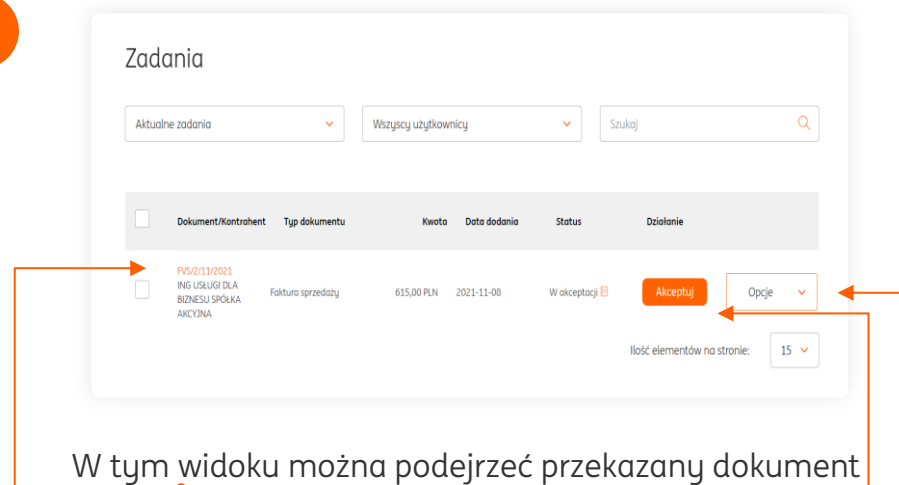 Zadania
Aktualne zadania Wszyscy użytkownicy Szukaj
Dokument/Kontrahent Typ dokumentu Kwota Data dodania Status Działanie
FVS/2/11/2021
ING USŁUGI DLA
BIZNESU SPÓŁKA
AKCYJNA
Faktura sprzedaży 615,00 PLN 2021-11-08 W akceptacji Akceptuj Opcje
Ilość elementów na stronie: 15
W tym widoku można podejrzeć przekazany dokument